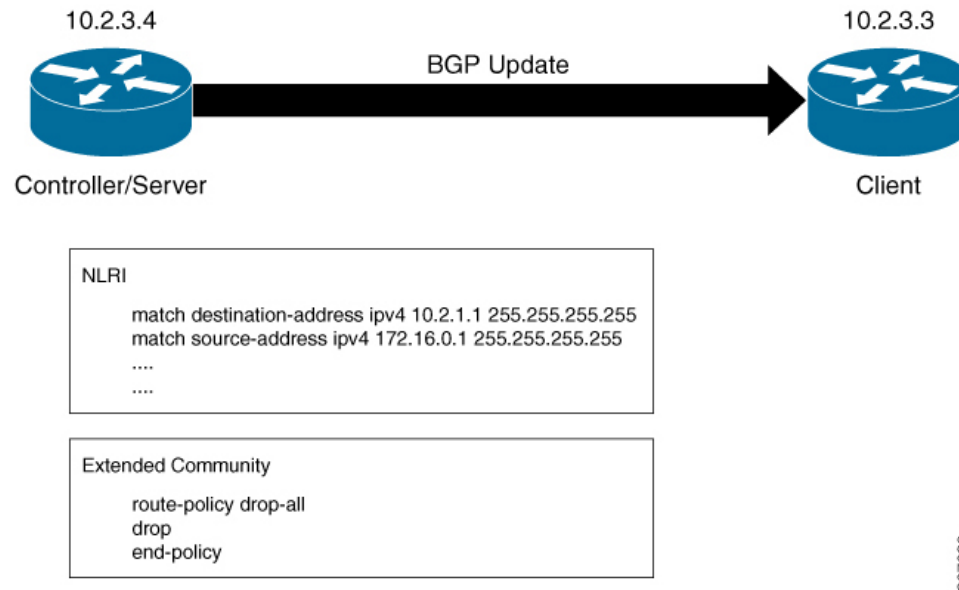 10.2.3.4
10.2.3.3
BGP Update
Controller/Server
Client
NLRI
match destination-address ipv4 10.2.1.1 255.255.255.255
match source-address ipv4 172.16.0.1 255.255.255.255
....
....
Extended Community
route-policy drop-all
drop
end-policy